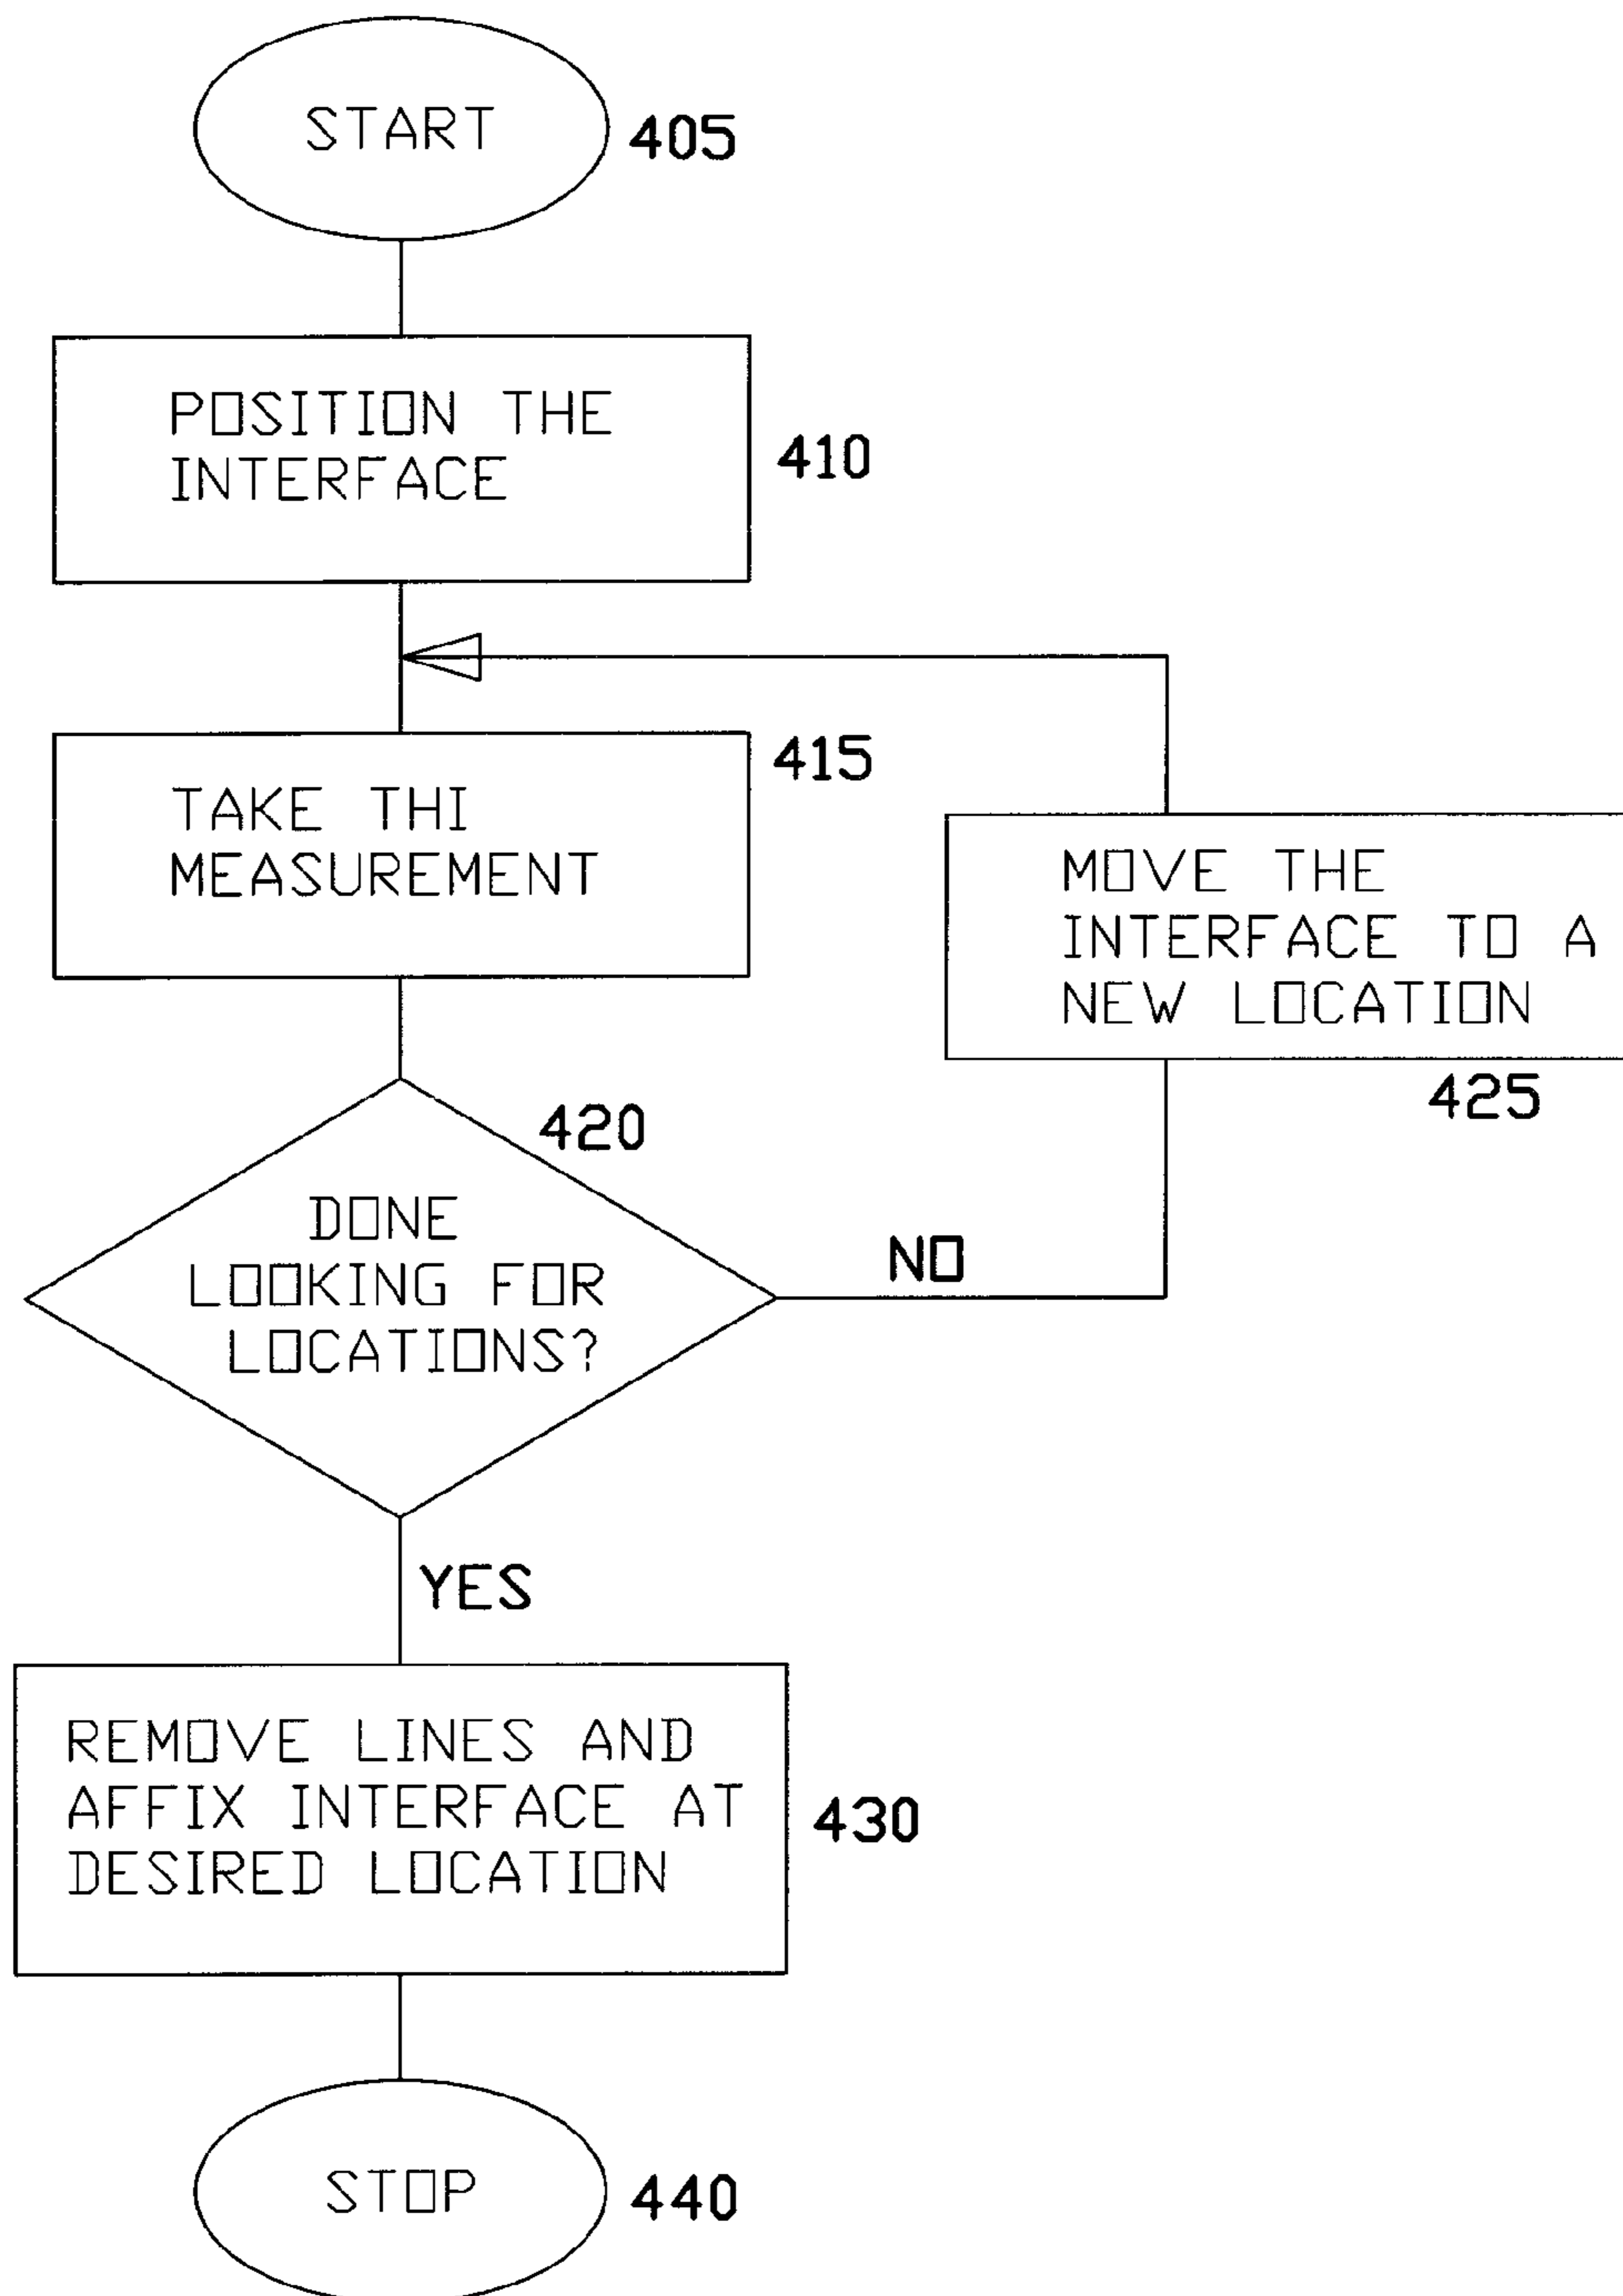 START
405
POSITION THE
INTERFACE
410
TAKE THI
MEASUREMENT
415
MOVE THE
INTERFACE TO A
NEW LOCATION
425
420
DONE
LOOKING FOR
LOCATIONS?
NO
YES
REMOVE LINES AND
AFFIX INTERFACE AT
DESIRED LOCATION
430
STOP
440